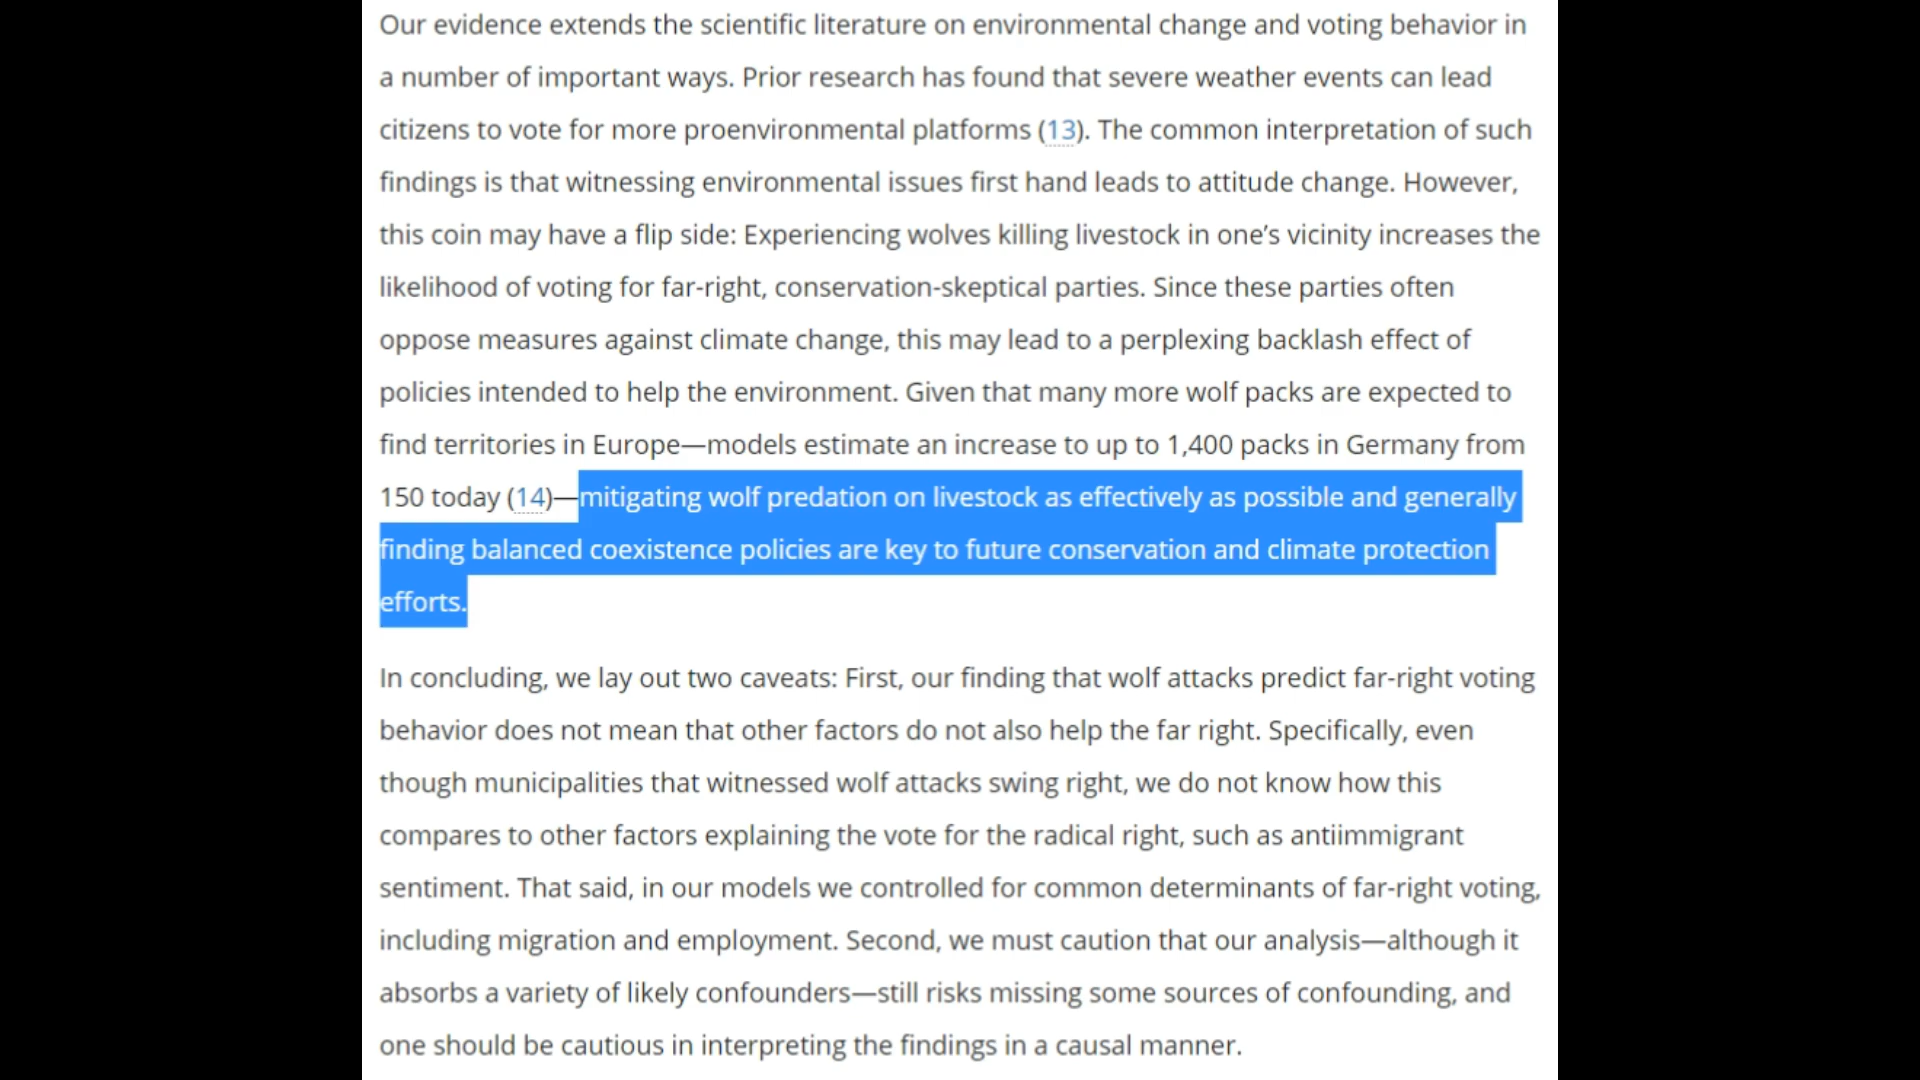 Our evidence extends the scientific literature on environmental change and voting behavior in
a number of important ways. Prior research has found that severe weather events can lead
citizens to vote for more proenvironmental platforms (13). The common interpretation of such
findings is that witnessing environmental issues first hand leads to attitude change. However,
this coin may have a flip side: Experiencing wolves killing livestock in one’s vicinity increases the
likelihood of voting for far-right, conservation-skeptical parties. Since these parties often
oppose measures against climate change, this may lead to a perplexing backlash effect of
policies intended to help the environment. Given that many more wolf packs are expected to
find territories in Europe—models estimate an increase to up to 1,400 packs in Germany from
150 today (14)—mitigating wolf predation on livestock as effectively as possible and generally
finding balanced coexistence policies are key to future conservation and climate protection
efforts.
In concluding, we lay out two caveats: First, our finding that wolf attacks predict far-right voting
behavior does not mean that other factors do not also help the far right. Specifically, even
though municipalities that witnessed wolf attacks swing right, we do not know how this
compares to other factors explaining the vote for the radical right, such as antiimmigrant
sentiment. That said, in our models we controlled for common determinants of far-right voting,
including migration and employment. Second, we must caution that our analysis—although it
absorbs a variety of likely confounders—still risks missing some sources of confounding, and
one should be cautious in interpreting the findings in a causal manner.